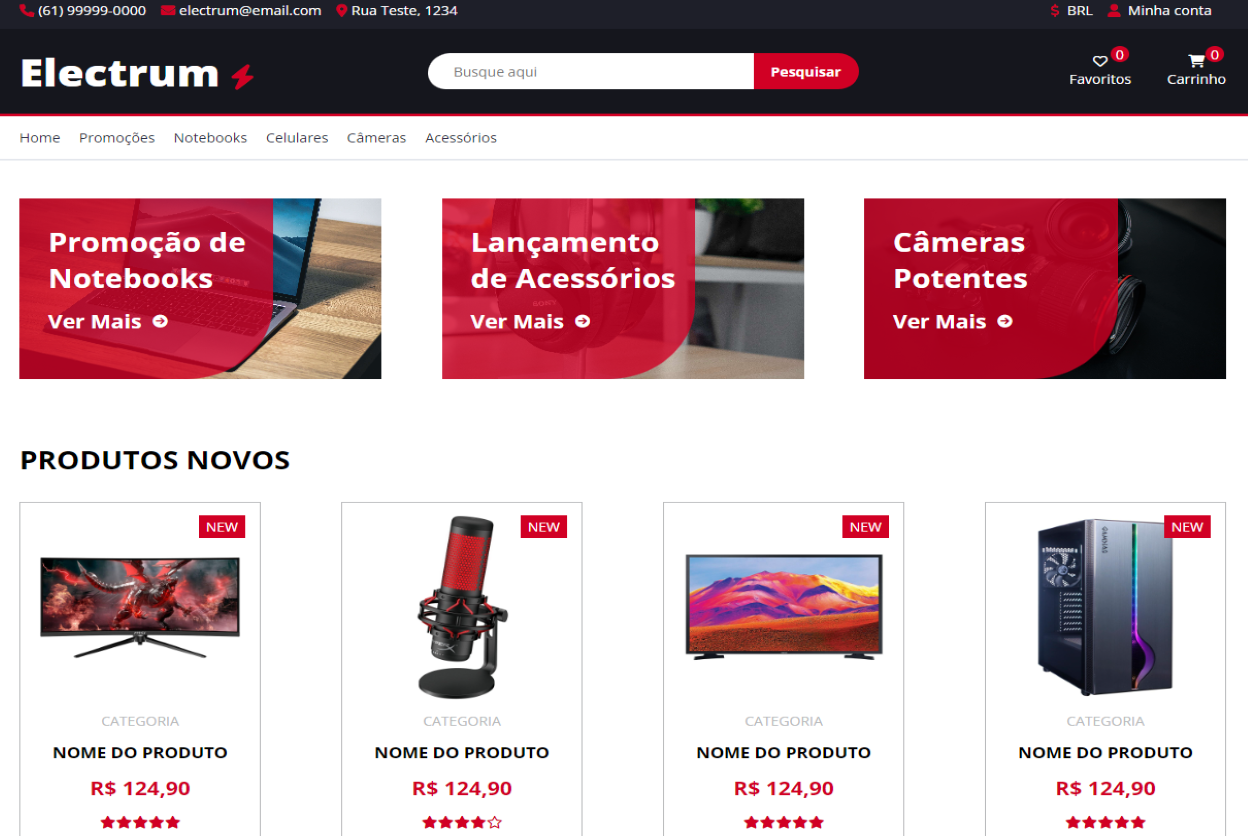 (61) 99999-0000 electrum@email.com Rua Teste, 1234 $ BRL Minha conta
Electrum
Busque aqui Pesquisar
0 0
Favoritos Carrinho
Home Promoções Notebooks Celulares Câmeras Acessórios
Promoção de
Notebooks
Ver Mais
Lançamento
de Acessórios
SONY
Ver Mais
Câmeras
Potentes
Ver Mais
PRODUTOS NOVOS
NEW
CATEGORIA
NOME DO PRODUTO
R$ 124,90
NEW
CATEGORIA
NOME DO PRODUTO
R$ 124,90
NEW
CATEGORIA
NOME DO PRODUTO
R$ 124,90
NEW
GAMDIAS
CATEGORIA
NOME DO PRODUTO
R$ 124,90